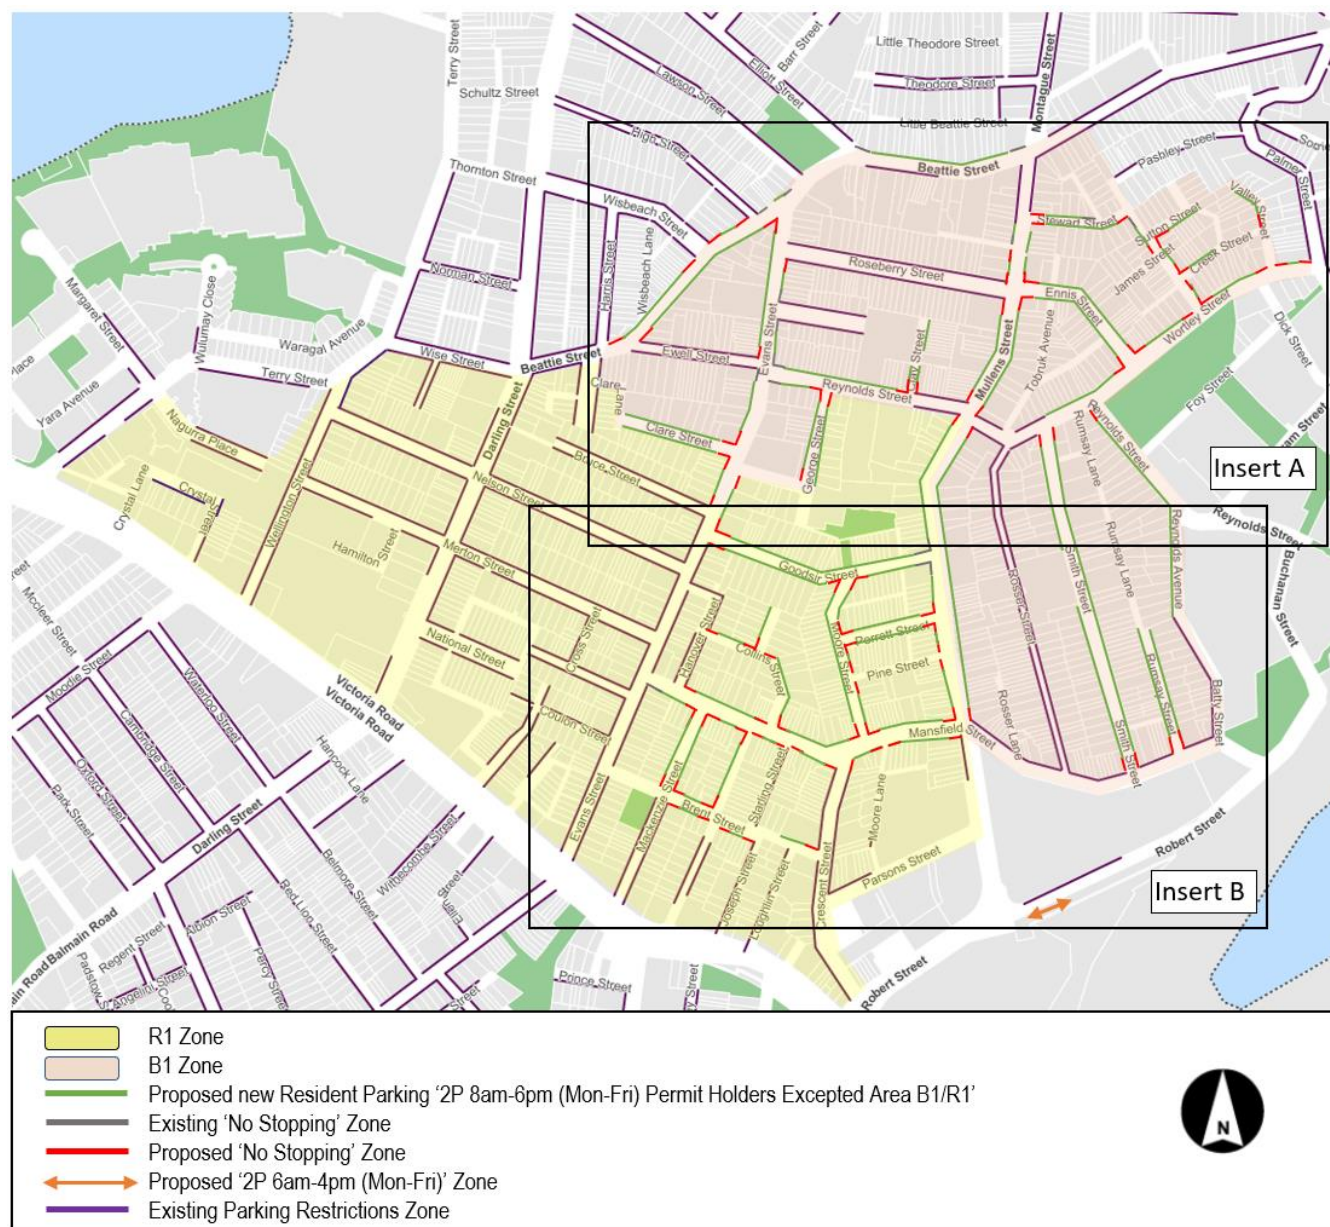 Terry Street
Schultz Street
Barr Street
Elliott Street
Lawson Street
High Street
Little Theodore Street
Theodore Street
Little Beattie Street
Montague Street
Beattie Street
Pashley Street
Palmer Street
Thornton Street
Wisbeach Street
Wisbeach Lane
Harris Street
Norman Street
Stewart Street
Sutton Street
Valley Street
James Street
Creek Street
Roseberry Street
Ennis Street
Wortley Street
Dick Street
Margaret Street
Wulumay Close
Waragal Avenue
Wise Street
Beattie Street
Ewell Street
Evans Street
Mullens Street
Tobruk Avenue
Place
Terry Street
Yara Avenue
Darling Street
Clare Lane
Reynolds Street
Foy Street
Nagurra Place
Clare Street
George Street
Rumsay Lane
Reynolds Street
Insert A
Crystal Lane
Crystal Street
Wellington Street
Bruce Street
Nelson Street
Hamilton Street
Merton Street
Goodsir Street
Rosser Street
Smith Street
Rumsay Lane
Reynolds Avenue
Reynolds Street
Buchanan Street
Mccleer Street
Moodie Street
Waterloo Street
National Street
Cross Street
Hanover Street
Collins Street
Moore Street
Perrett Street
Pine Street
Victoria Road
Victoria Road
Coulon Street
Mansfield Street
Rosser Lane
Smith Street
Rumsay Street
Batty Street
Cambridge Street
Oxford Street
Park Street
Hancock Lane
Darling Street
Evans Street
Mackenzie Street
Brent Street
Starling Street
Moore Lane
Robert Street
Belmore Street
Red Lion Street
Withecombe Street
Ellen Street
Joseph Street
Loughlin Street
Crescent Street
Parsons Street
Insert B
Balmain Road
Albion Street
Regent Street
Percy Street
Angelini Street
Prince Street
Robert Street
R1 Zone
B1 Zone
Proposed new Resident Parking ‘2P 8am-6pm (Mon-Fri) Permit Holders Excepted Area B1/R1’
Existing ‘No Stopping’ Zone
Proposed ‘No Stopping’ Zone
Proposed ‘2P 6am-4pm (Mon-Fri)’ Zone
Existing Parking Restrictions Zone
N